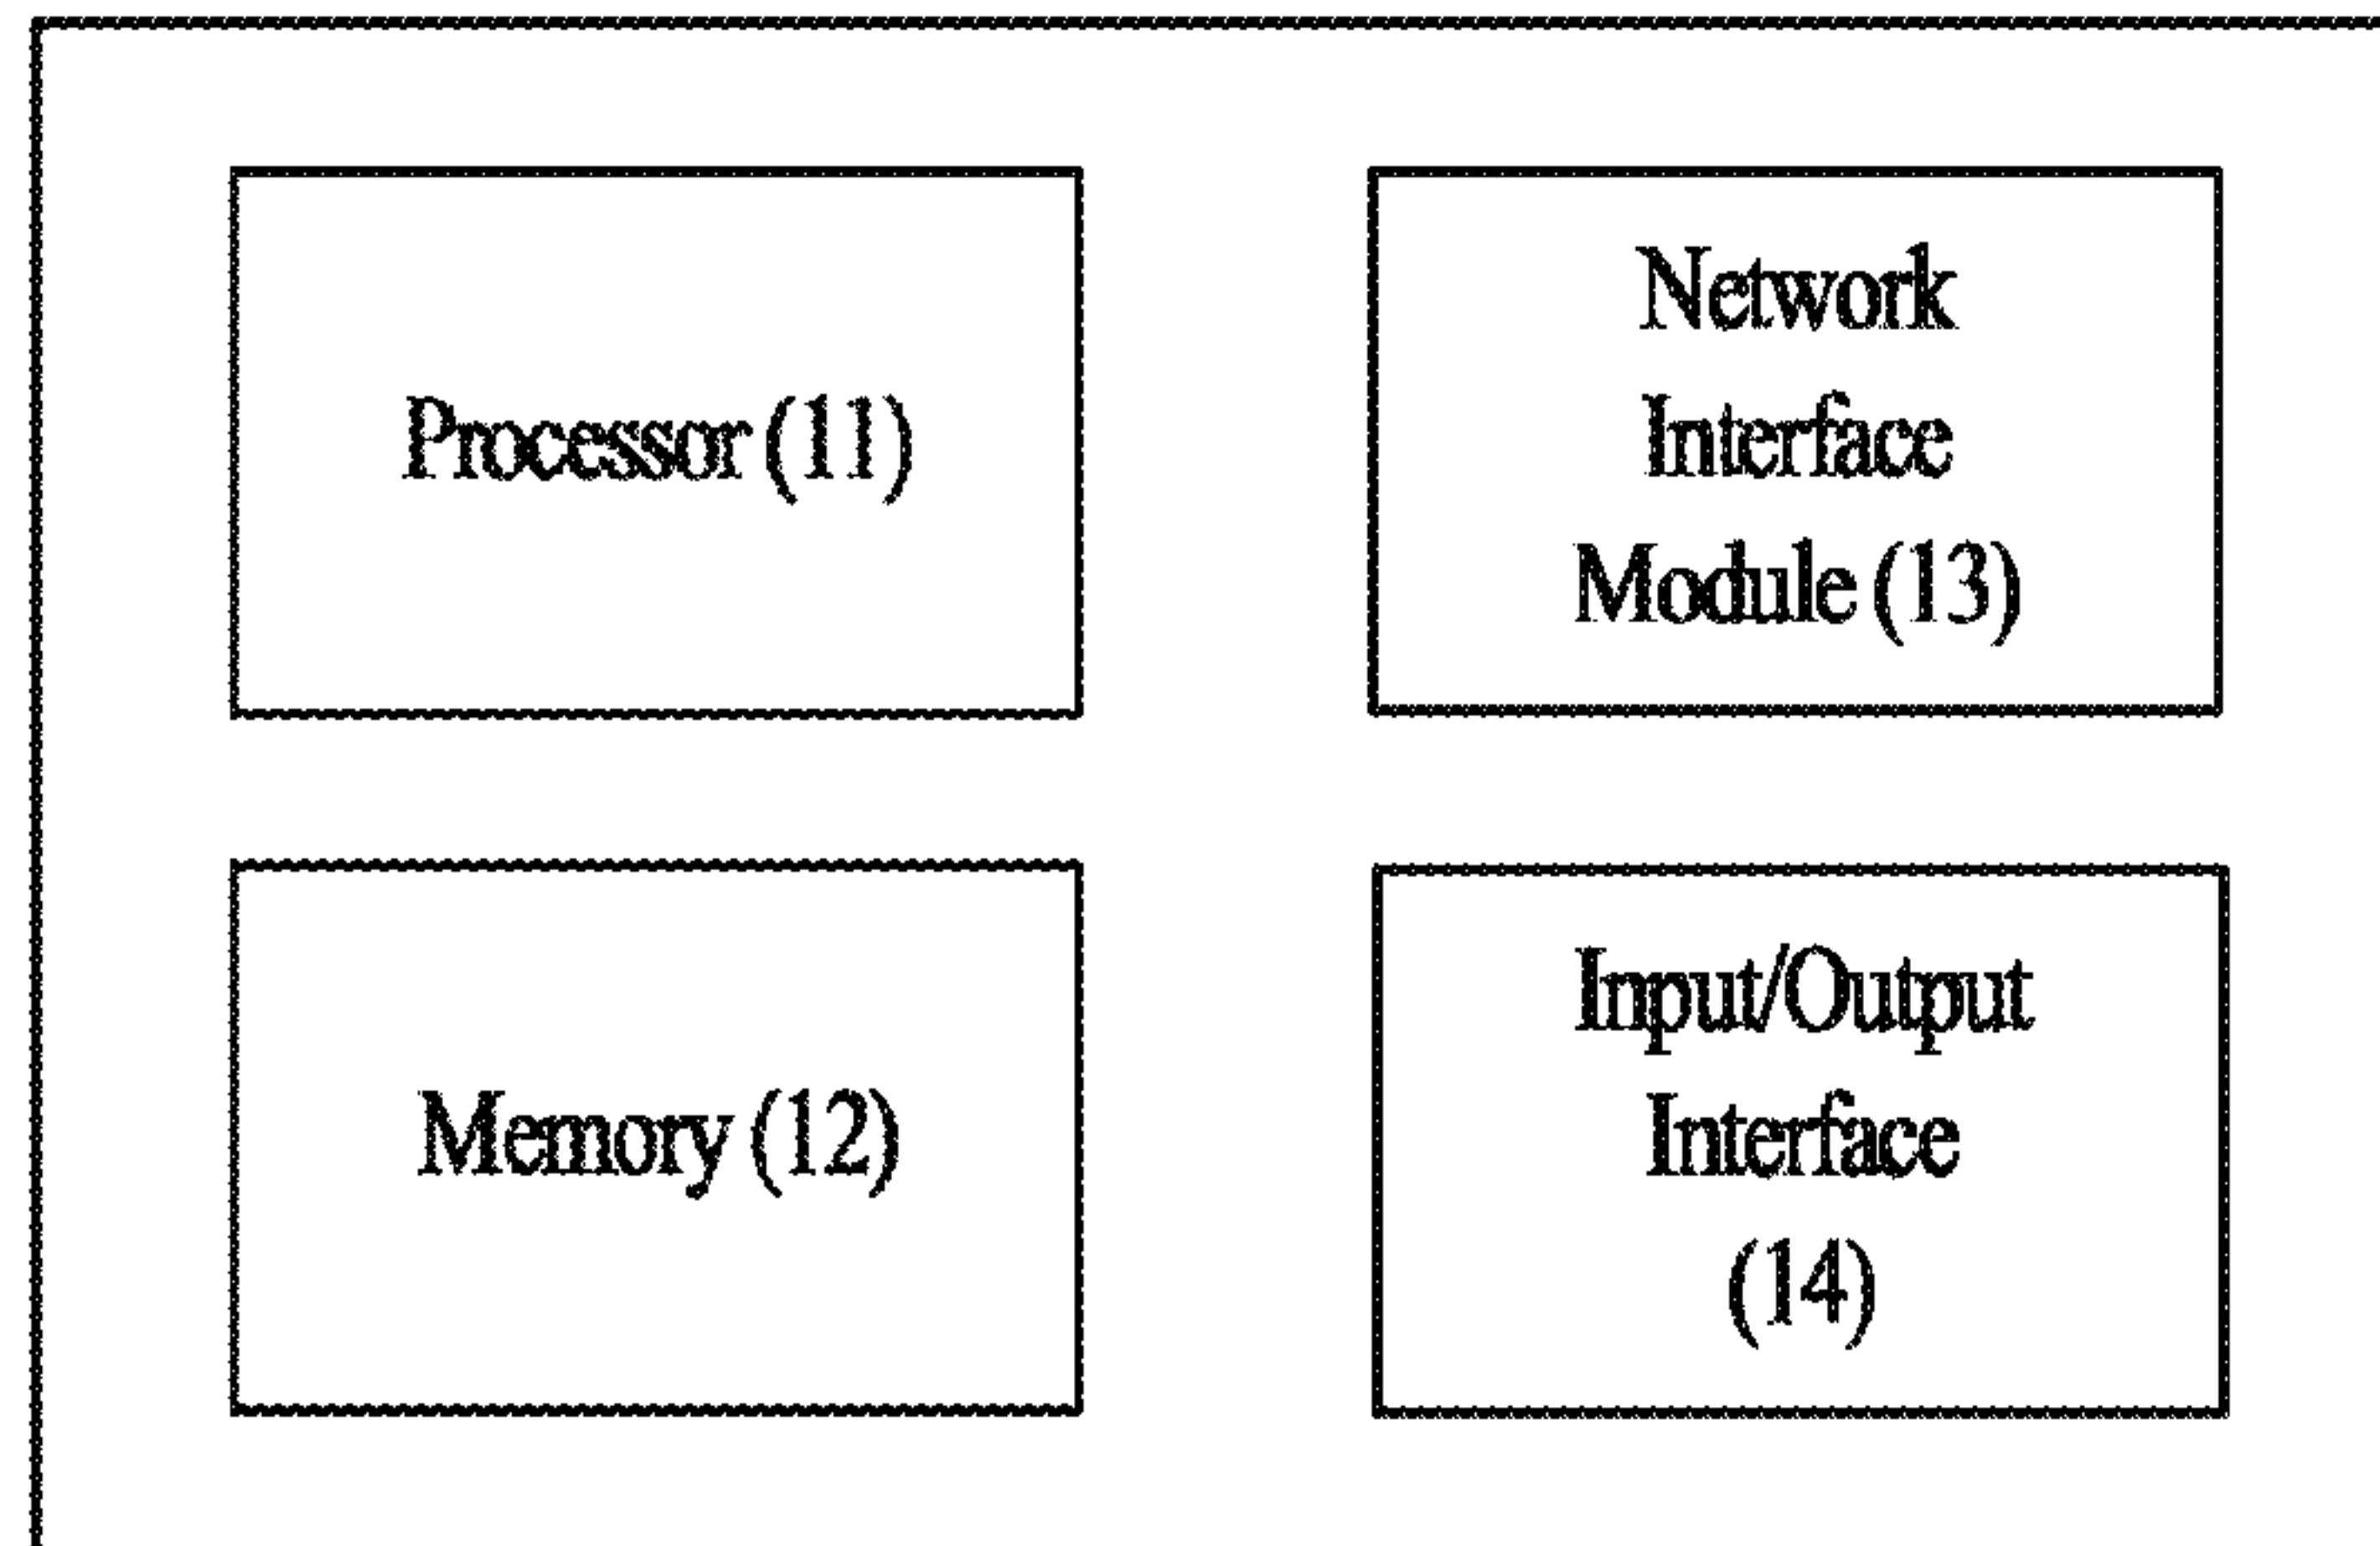 Processor (11)
Network
Interface
Module (13)
Memory (12)
Input/Output
Interface
(14)